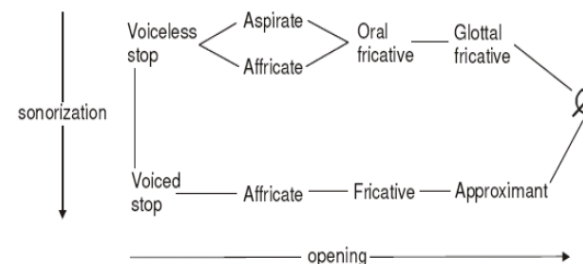 Voiceless stop
Aspirate
Affricate
Oral fricative
Glottal fricative
sonorization
Ø
Voiced stop
Affricate
Fricative
Approximant
opening